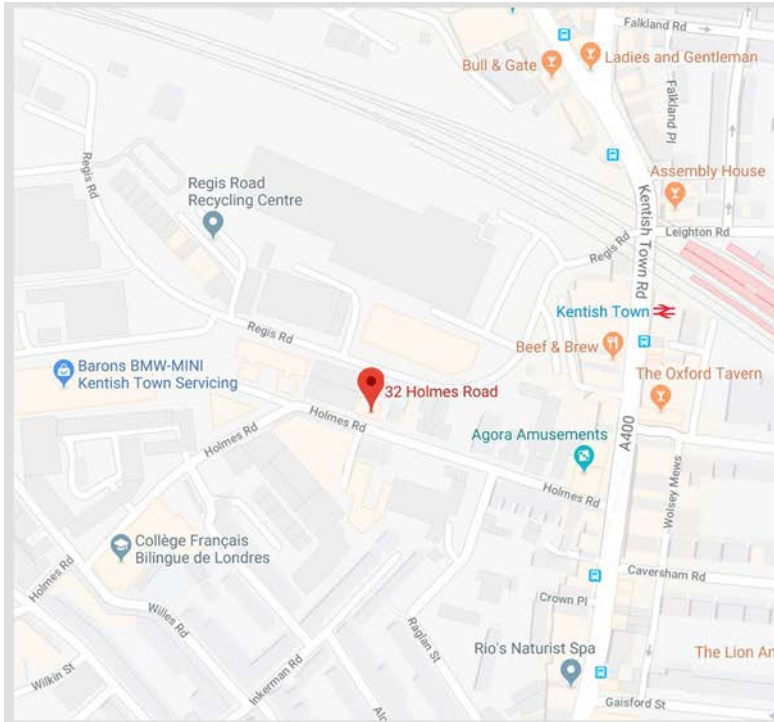 Falkland Rd
Ladies and Gentleman
Bull & Gate
Falkland Pl
Regis Rd
Assembly House
Regis Road
Recycling Centre
Kentish Town Rd
Leighton Rd
Regis Rd
Kentish Town
Regis Rd
Beef & Brew
Barons BMW-MINI
Kentish Town Servicing
The Oxford Tavern
32 Holmes Road
Holmes Rd
A400
Agora Amusements
Holmes Rd
Wolsey Mews
Holmes Rd
Collège Français
Bilingue de Londres
Holmes Rd
Caversham Rd
Willes Rd
Crown Pl
Raglan St
Rio's Naturist Spa
The Lion An
Inkerman Rd
Wilkin St
Gaisford St